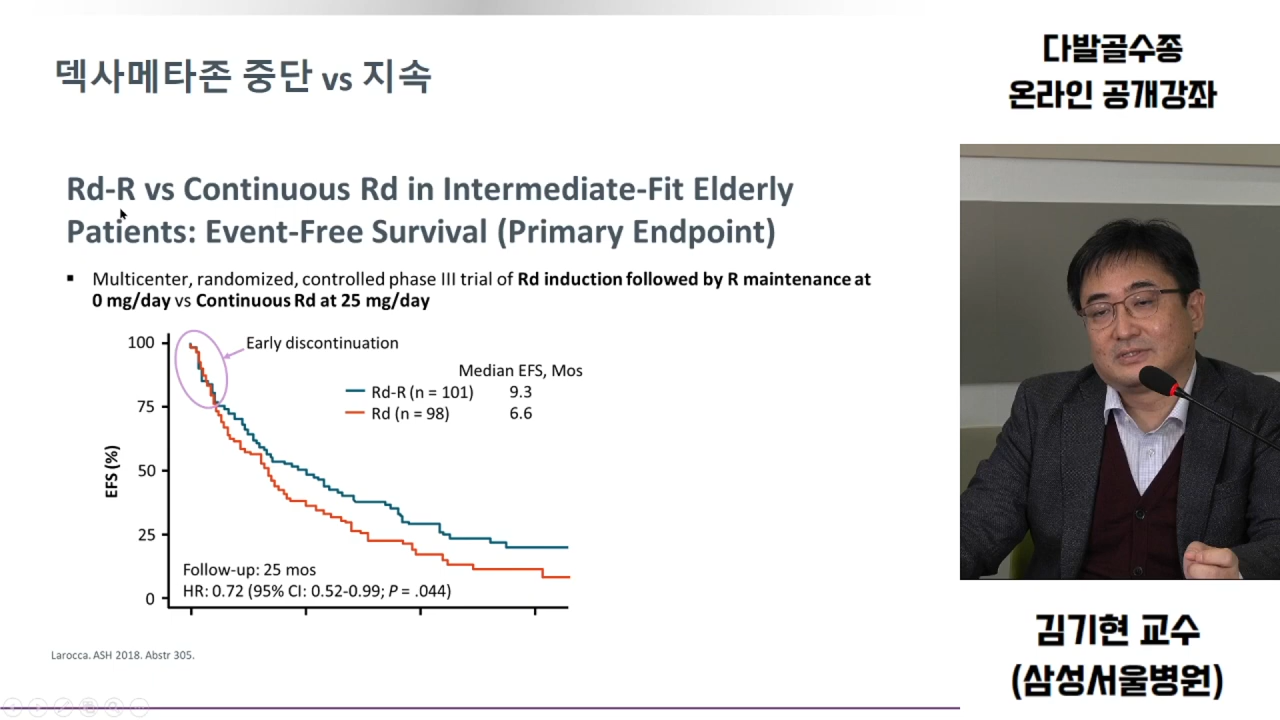 덱사메타존 중단 vs 지속
Rd-R vs Continuous Rd in Intermediate-Fit Elderly
Patients: Event-Free Survival (Primary Endpoint)
▪ Multicenter, randomized, controlled phase III trial of Rd induction followed by R maintenance at
0 mg/day vs Continuous Rd at 25 mg/day
100
75
50
25
0
EFS (%)
Early discontinuation
Median EFS, Mos
Rd-R (n = 101) 9.3
Rd (n = 98) 6.6
Follow-up: 25 mos
HR: 0.72 (95% CI: 0.52-0.99; P = .044)
Larocca. ASH 2018. Abstr 305.
다발골수종
온라인 공개강좌
김기현 교수
(삼성서울병원)